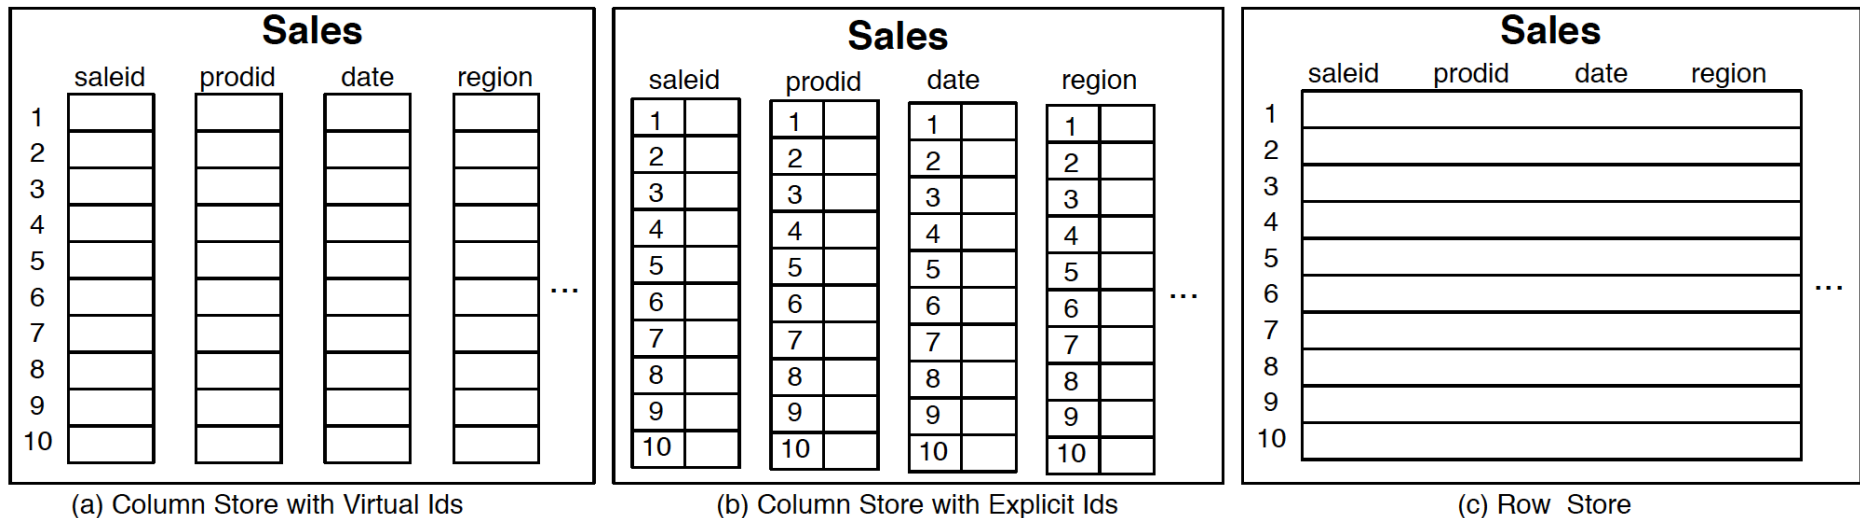 Sales
saleid prodid date region
1
2
3
4
5
6
7
8
9
10
...
(a) Column Store with Virtual Ids
Sales
saleid prodid date region
1 1 1 1
2 2 2 2
3 3 3 3
4 4 4 4
5 5 5 5
6 6 6 6
7 7 7 7
8 8 8 8
9 9 9 9
10 10 10 10
...
(b) Column Store with Explicit Ids
Sales
saleid prodid date region
1
2
3
4
5
6
7
8
9
10
...
(c) Row Store